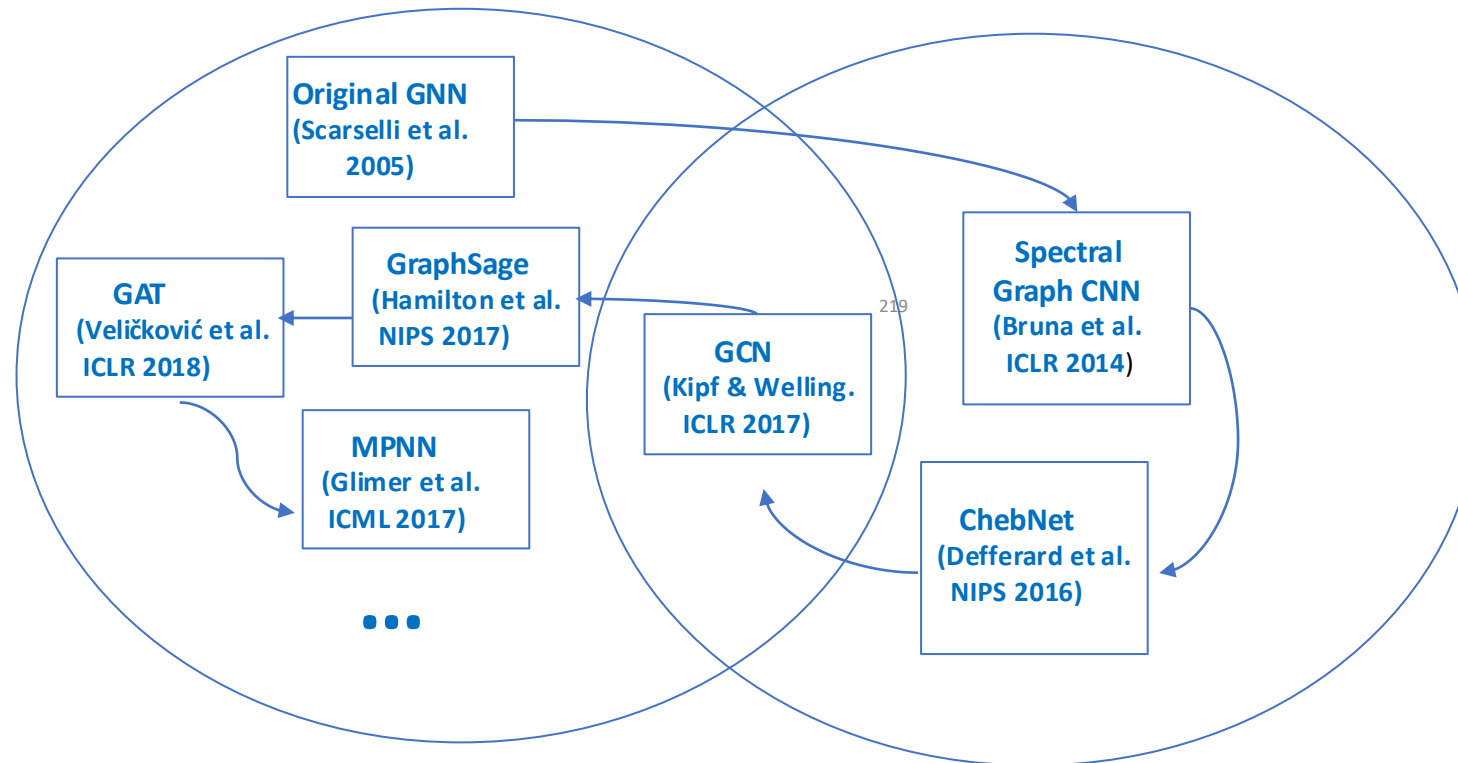 Original GNN
(Scarselli et al.
2005)
GraphSage
(Hamilton et al.
NIPS 2017)
GAT
(Veličković et al.
ICLR 2018)
MPNN
(Glimer et al.
ICML 2017)
...
219
GCN
(Kipf & Welling.
ICLR 2017)
Spectral
Graph CNN
(Bruna et al.
ICLR 2014)
ChebNet
(Defferard et al.
NIPS 2016)